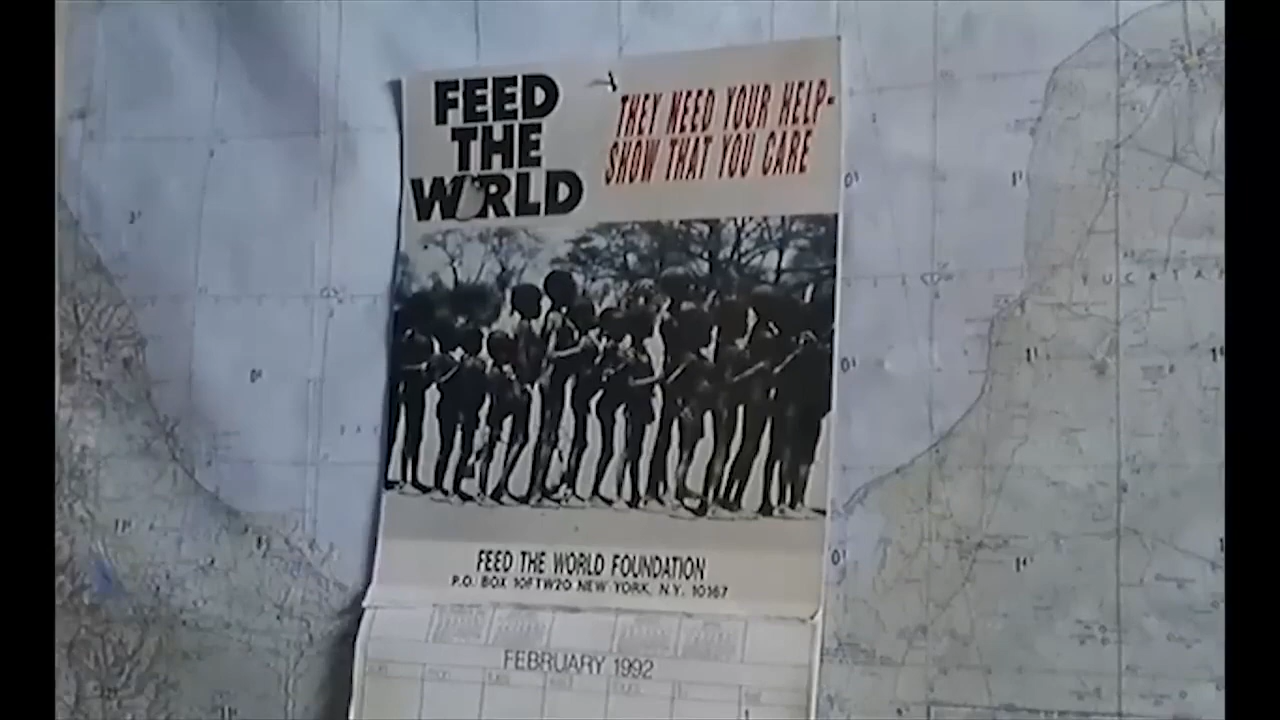 FEED
THE
WORLD
THEY NEED YOUR HELP-
SHOW THAT YOU CARE
FEED THE WORLD FOUNDATION
P.O. BOX 10FTW20 NEW YORK, N.Y. 10167
FEBRUARY 1992
YUCATAN